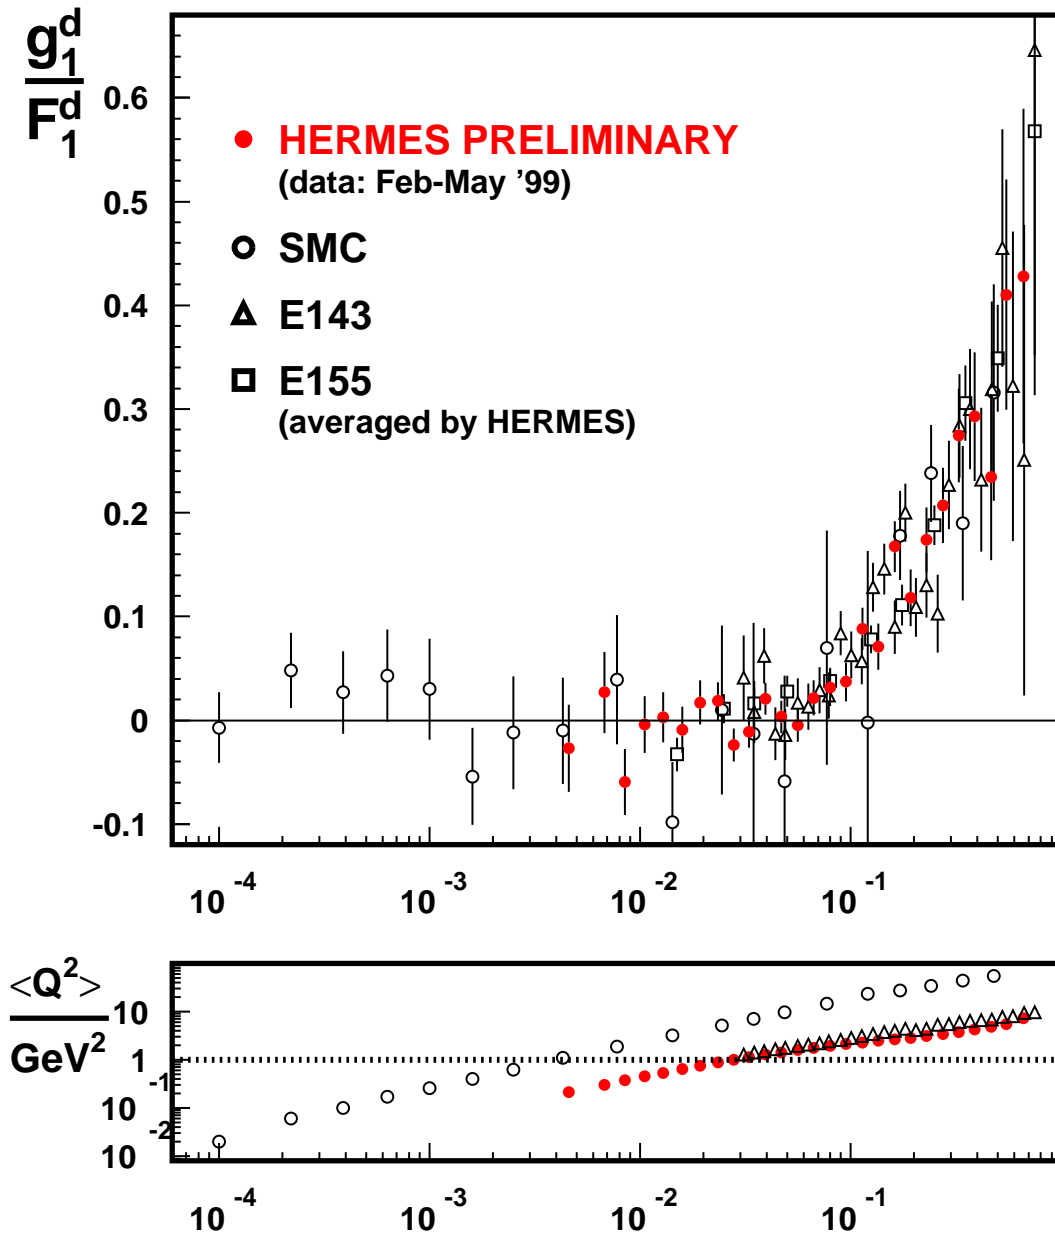 g₁ᵈ
F₁ᵈ
0.6
0.5
0.4
0.3
0.2
0.1
0
-0.1
HERMES PRELIMINARY
(data: Feb-May ’99)
SMC
E143
E155
(averaged by HERMES)
10⁻⁴ 10⁻³ 10⁻² 10⁻¹
<Q²>
GeV²
10
1
10⁻¹
10⁻²
10⁻⁴ 10⁻³ 10⁻² 10⁻¹